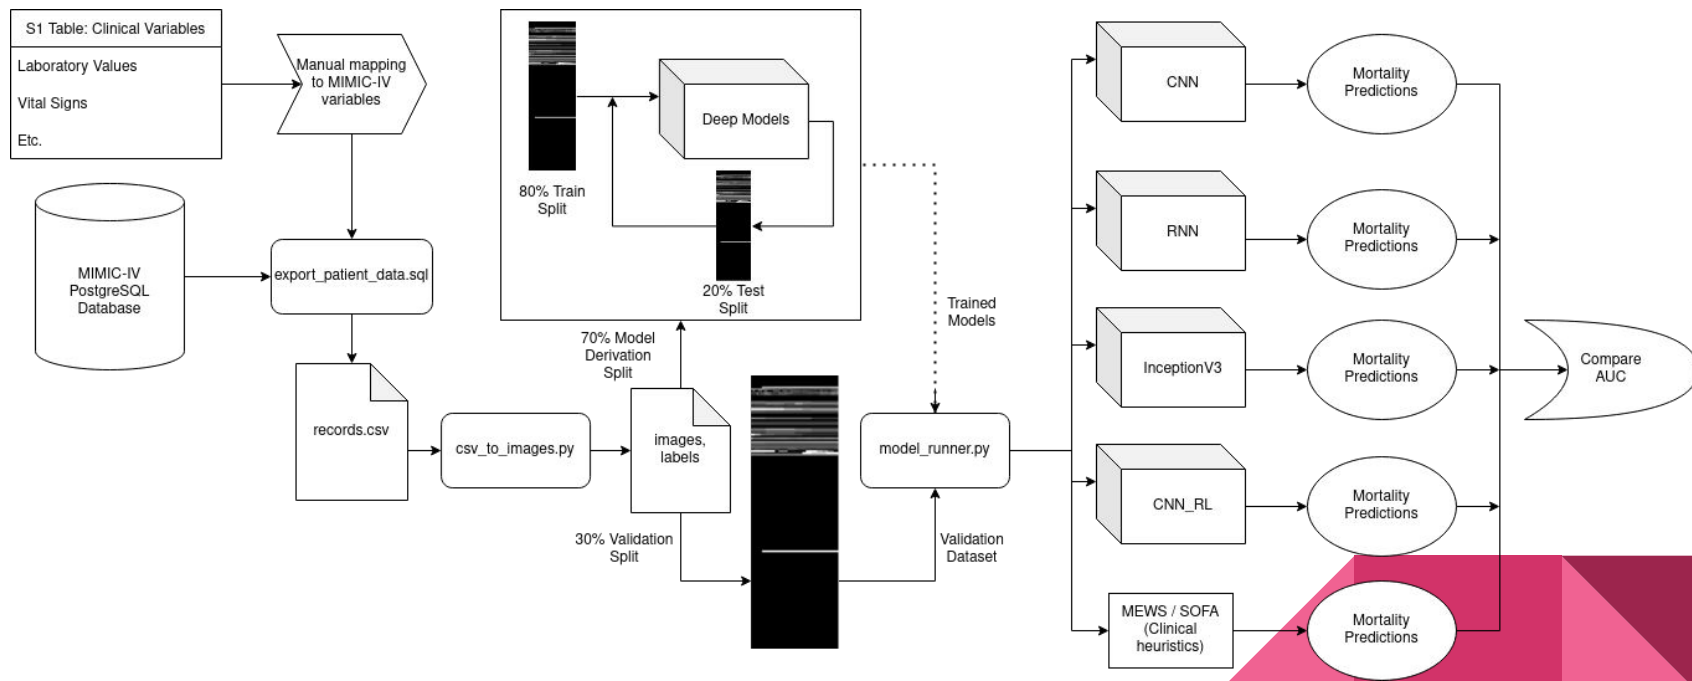 S1 Table: Clinical Variables
Laboratory Values
Vital Signs
Etc.
Manual mapping
to MIMIC-IV
variables
MIMIC-IV
PostgreSQL
Database
export_patient_data.sql
records.csv
csv_to_images.py
images,
labels
70% Model
Derivation
Split
30% Validation
Split
80% Train
Split
Deep Models
20% Test
Split
Trained
Models
model_runner.py
Validation
Dataset
CNN
Mortality
Predictions
RNN
Mortality
Predictions
InceptionV3
Mortality
Predictions
CNN_RL
Mortality
Predictions
MEWS / SOFA
(Clinical
heuristics)
Mortality
Predictions
Compare
AUC